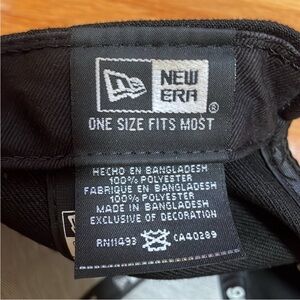 NEW
ERA®
ONE SIZE FITS MOST
HECHO EN BANGLADESH
100% POLYESTER
FABRIQUE EN BANGLADESH
100% POLYESTER
MADE IN BANGLADESH
EXCLUSIVE OF DECORATION
RN11493 CA40289